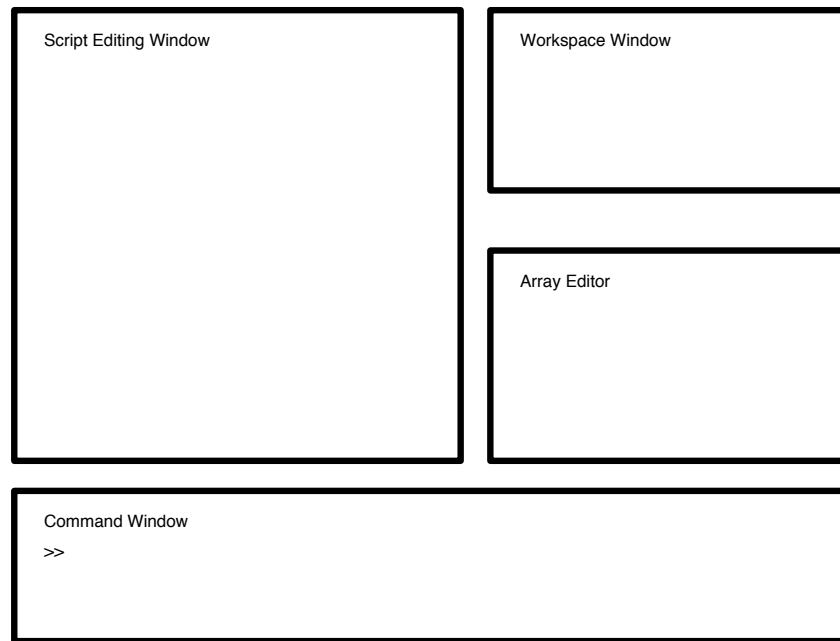 Script Editing Window
Workspace Window
Array Editor
Command Window
>>